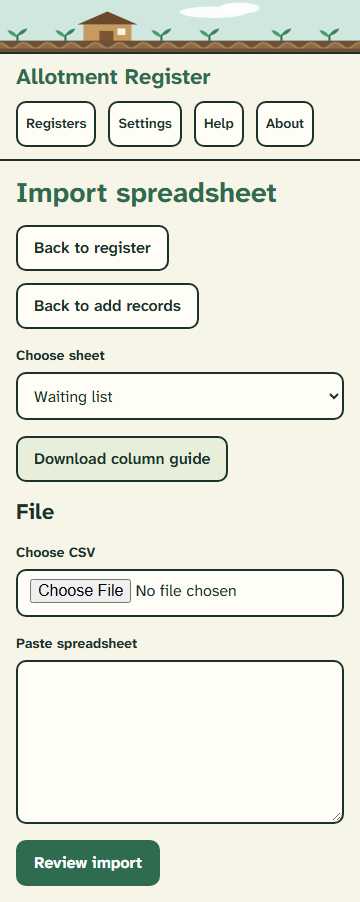 Allotment Register
Registers Settings Help About
Import spreadsheet
Back to register
Back to add records
Choose sheet
Waiting list
Download column guide
File
Choose CSV
Choose File No file chosen
Paste spreadsheet
Review import